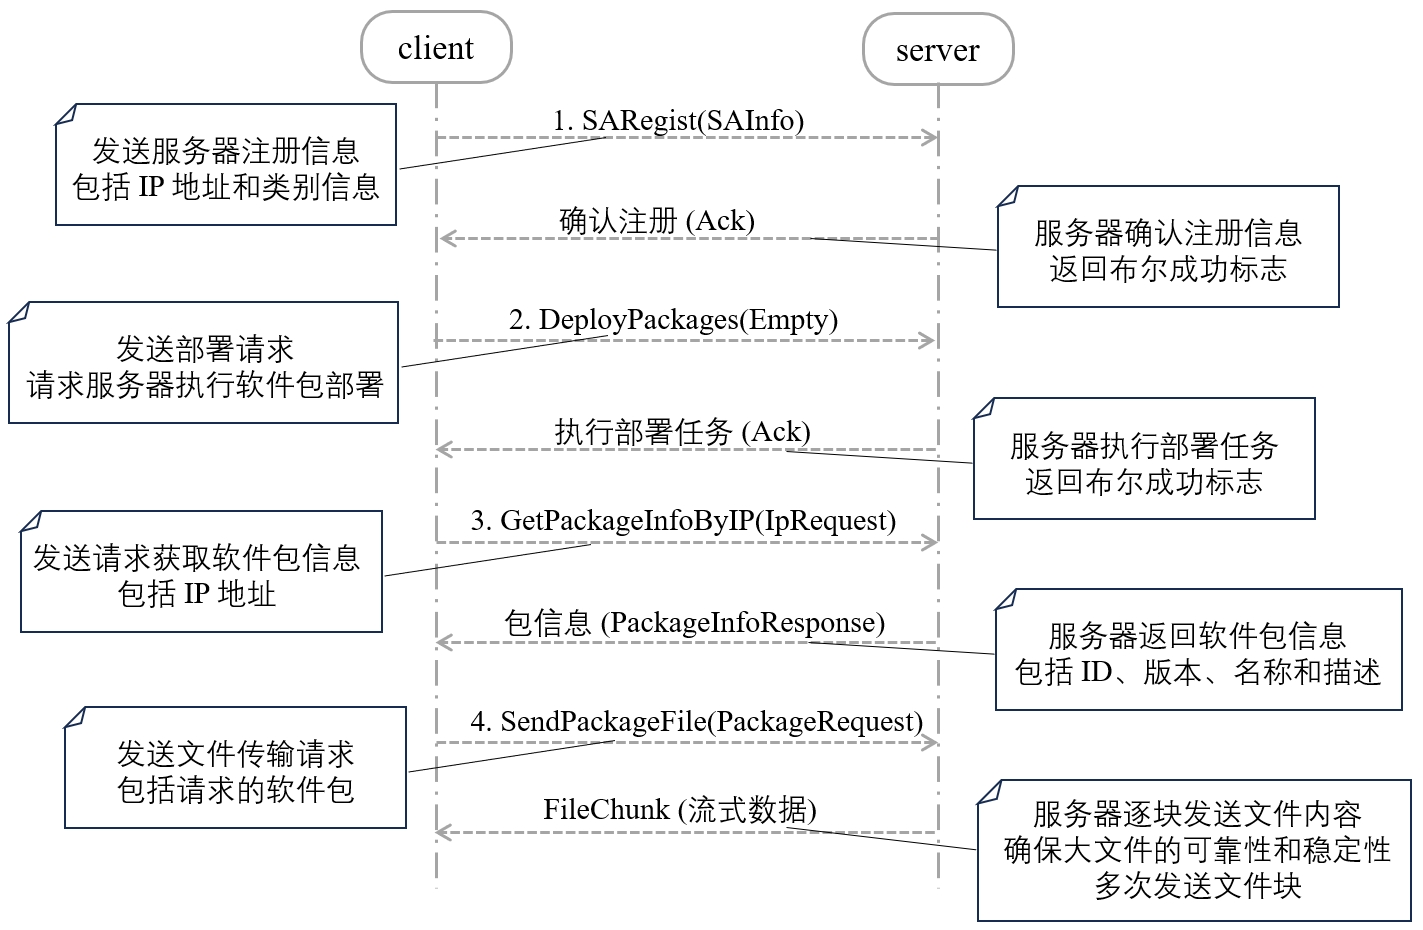 client
server
1. SARegist(SAInfo)
发送服务器注册信息
包括 IP 地址和类别信息
确认注册 (Ack)
服务器确认注册信息
返回布尔成功标志
2. DeployPackages(Empty)
发送部署请求
请求服务器执行软件包部署
执行部署任务 (Ack)
服务器执行部署任务
返回布尔成功标志
3. GetPackageInfoByIP(IpRequest)
发送请求获取软件包信息
包括 IP 地址
包信息 (PackageInfoResponse)
服务器返回软件包信息
包括 ID、版本、名称和描述
4. SendPackageFile(PackageRequest)
发送文件传输请求
包括请求的软件包
FileChunk (流式数据)
服务器逐块发送文件内容
确保大文件的可靠性和稳定性
多次发送文件块